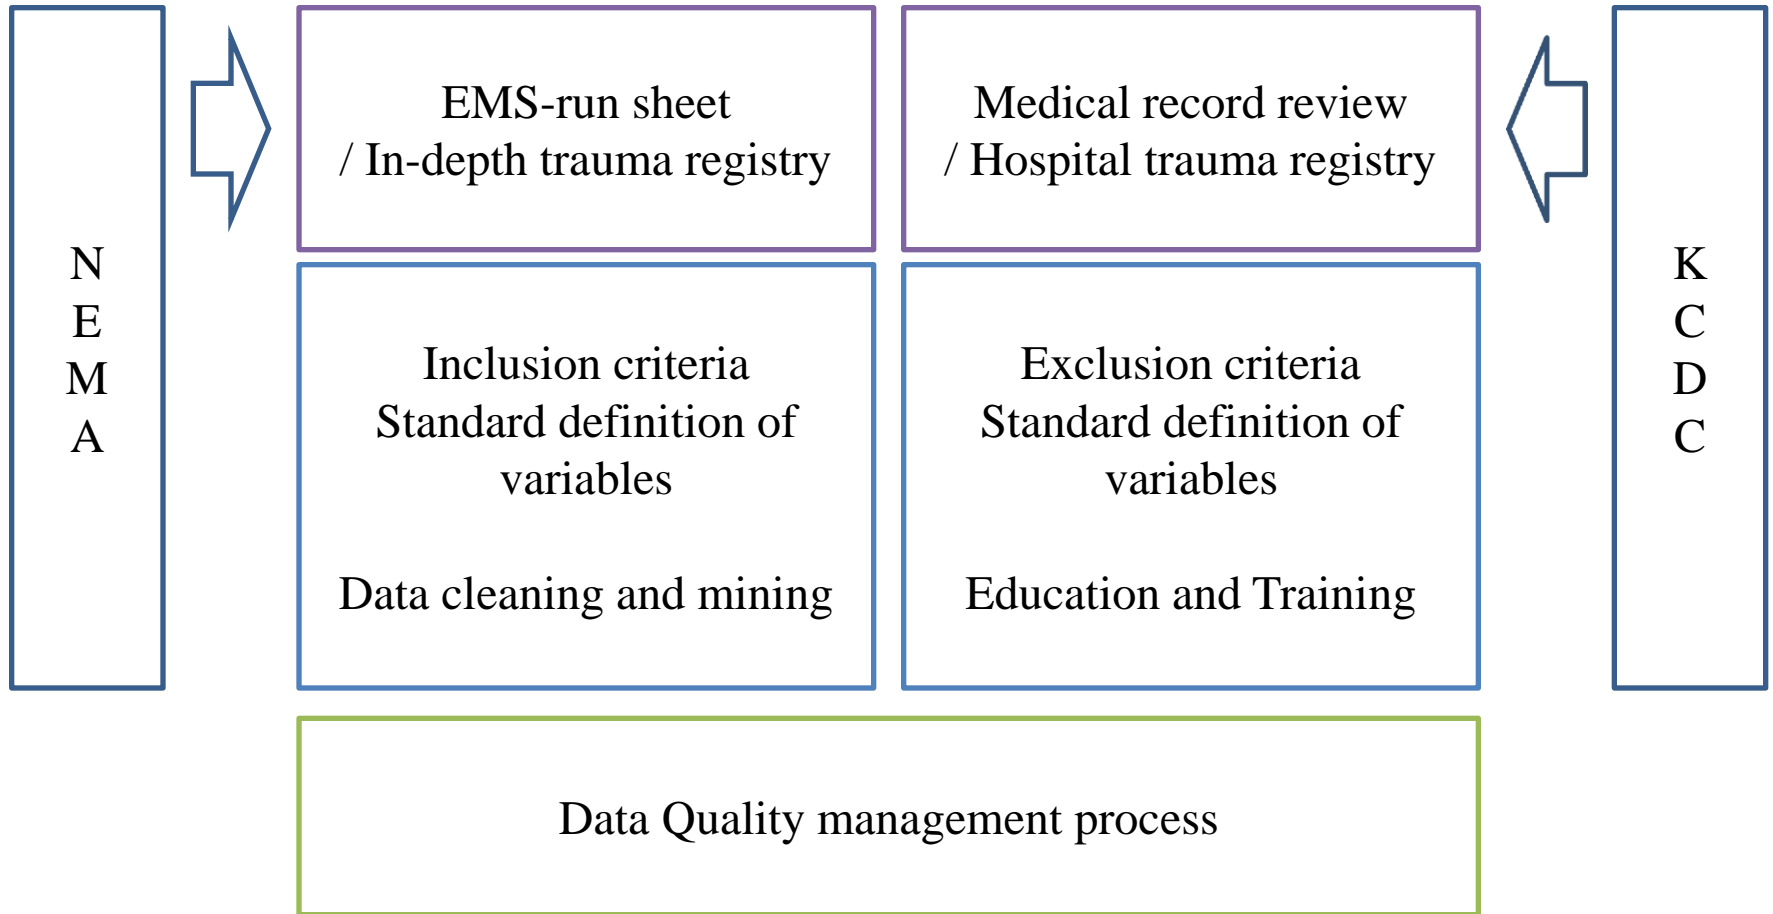 N
E
M
A
EMS-run sheet
/ In-depth trauma registry
Medical record review
/ Hospital trauma registry
Inclusion criteria
Standard definition of
variables
Data cleaning and mining
Exclusion criteria
Standard definition of
variables
Education and Training
K
C
D
C
Data Quality management process